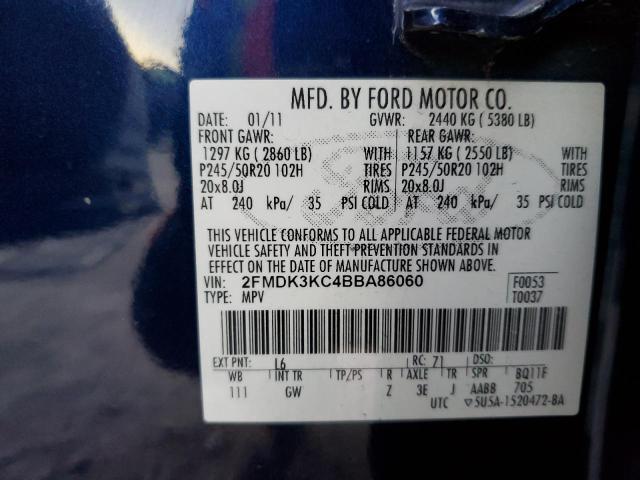 MFD. BY FORD MOTOR CO.
DATE: 01/11 GVWR: 2440 KG ( 5380 LB)
FRONT GAWR: REAR GAWR:
1297 KG ( 2860 LB) WITH 1157 KG ( 2550 LB) WITH
P245/50R20 102H TIRES P245/50R20 102H TIRES
20x8.0J RIMS 20x8.0J RIMS
AT 240 kPa/ 35 PSI COLD AT 240 kPa/ 35 PSI COLD
THIS VEHICLE CONFORMS TO ALL APPLICABLE FEDERAL MOTOR
VEHICLE SAFETY AND THEFT PREVENTION STANDARDS IN
EFFECT ON THE DATE OF MANUFACTURE SHOWN ABOVE.
VIN: 2FMDK3KC4BBA86060 F0053
TYPE: MPV T0037
EXT PNT: L6 RC: 71 DSO:
WB INT TR TP/PS R AXLE TR SPR BQ11F
111 GW Z 3E J AABB 705
UTC 5U5A-1520472-BA